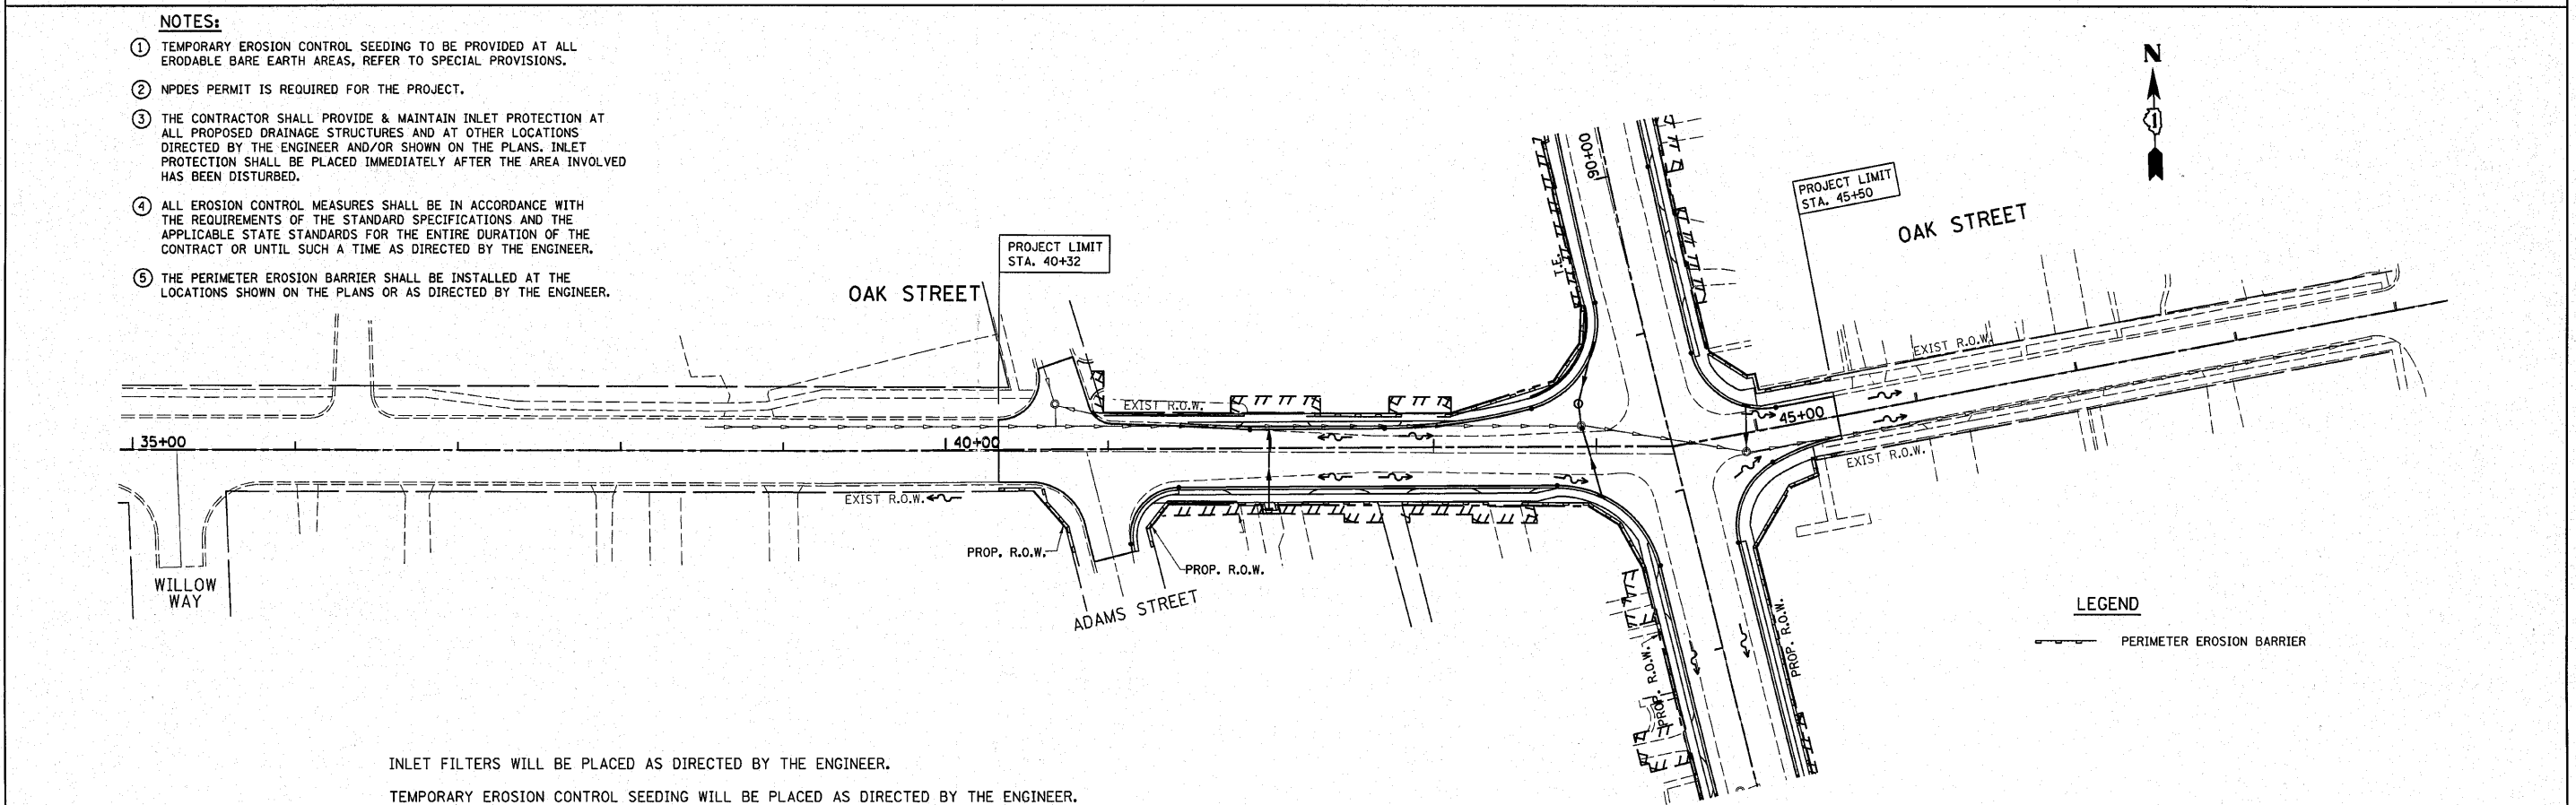 NOTES:
1 TEMPORARY EROSION CONTROL SEEDING TO BE PROVIDED AT ALL
ERODABLE BARE EARTH AREAS, REFER TO SPECIAL PROVISIONS.
2 NPDES PERMIT IS REQUIRED FOR THE PROJECT.
3 THE CONTRACTOR SHALL PROVIDE & MAINTAIN INLET PROTECTION AT
ALL PROPOSED DRAINAGE STRUCTURES AND AT OTHER LOCATIONS
DIRECTED BY THE ENGINEER AND/OR SHOWN ON THE PLANS. INLET
PROTECTION SHALL BE PLACED IMMEDIATELY AFTER THE AREA INVOLVED
HAS BEEN DISTURBED.
4 ALL EROSION CONTROL MEASURES SHALL BE IN ACCORDANCE WITH
THE REQUIREMENTS OF THE STANDARD SPECIFICATIONS AND THE
APPLICABLE STATE STANDARDS FOR THE ENTIRE DURATION OF THE
CONTRACT OR UNTIL SUCH A TIME AS DIRECTED BY THE ENGINEER.
5 THE PERIMETER EROSION BARRIER SHALL BE INSTALLED AT THE
LOCATIONS SHOWN ON THE PLANS OR AS DIRECTED BY THE ENGINEER.
N
1
90+00
PROJECT LIMIT
STA. 45+50
OAK STREET
PROJECT LIMIT
STA. 40+32
OAK STREET
T.E.
EXIST R.O.W.
EXIST R.O.W.
45+00
35+00
40+00
EXIST R.O.W.
EXIST R.O.W.
PROP. R.O.W.
PROP. R.O.W.
WILLOW
WAY
ADAMS STREET
PROP. R.O.W.
PROP. R.O.W.
LEGEND
PERIMETER EROSION BARRIER
INLET FILTERS WILL BE PLACED AS DIRECTED BY THE ENGINEER.
TEMPORARY EROSION CONTROL SEEDING WILL BE PLACED AS DIRECTED BY THE ENGINEER.